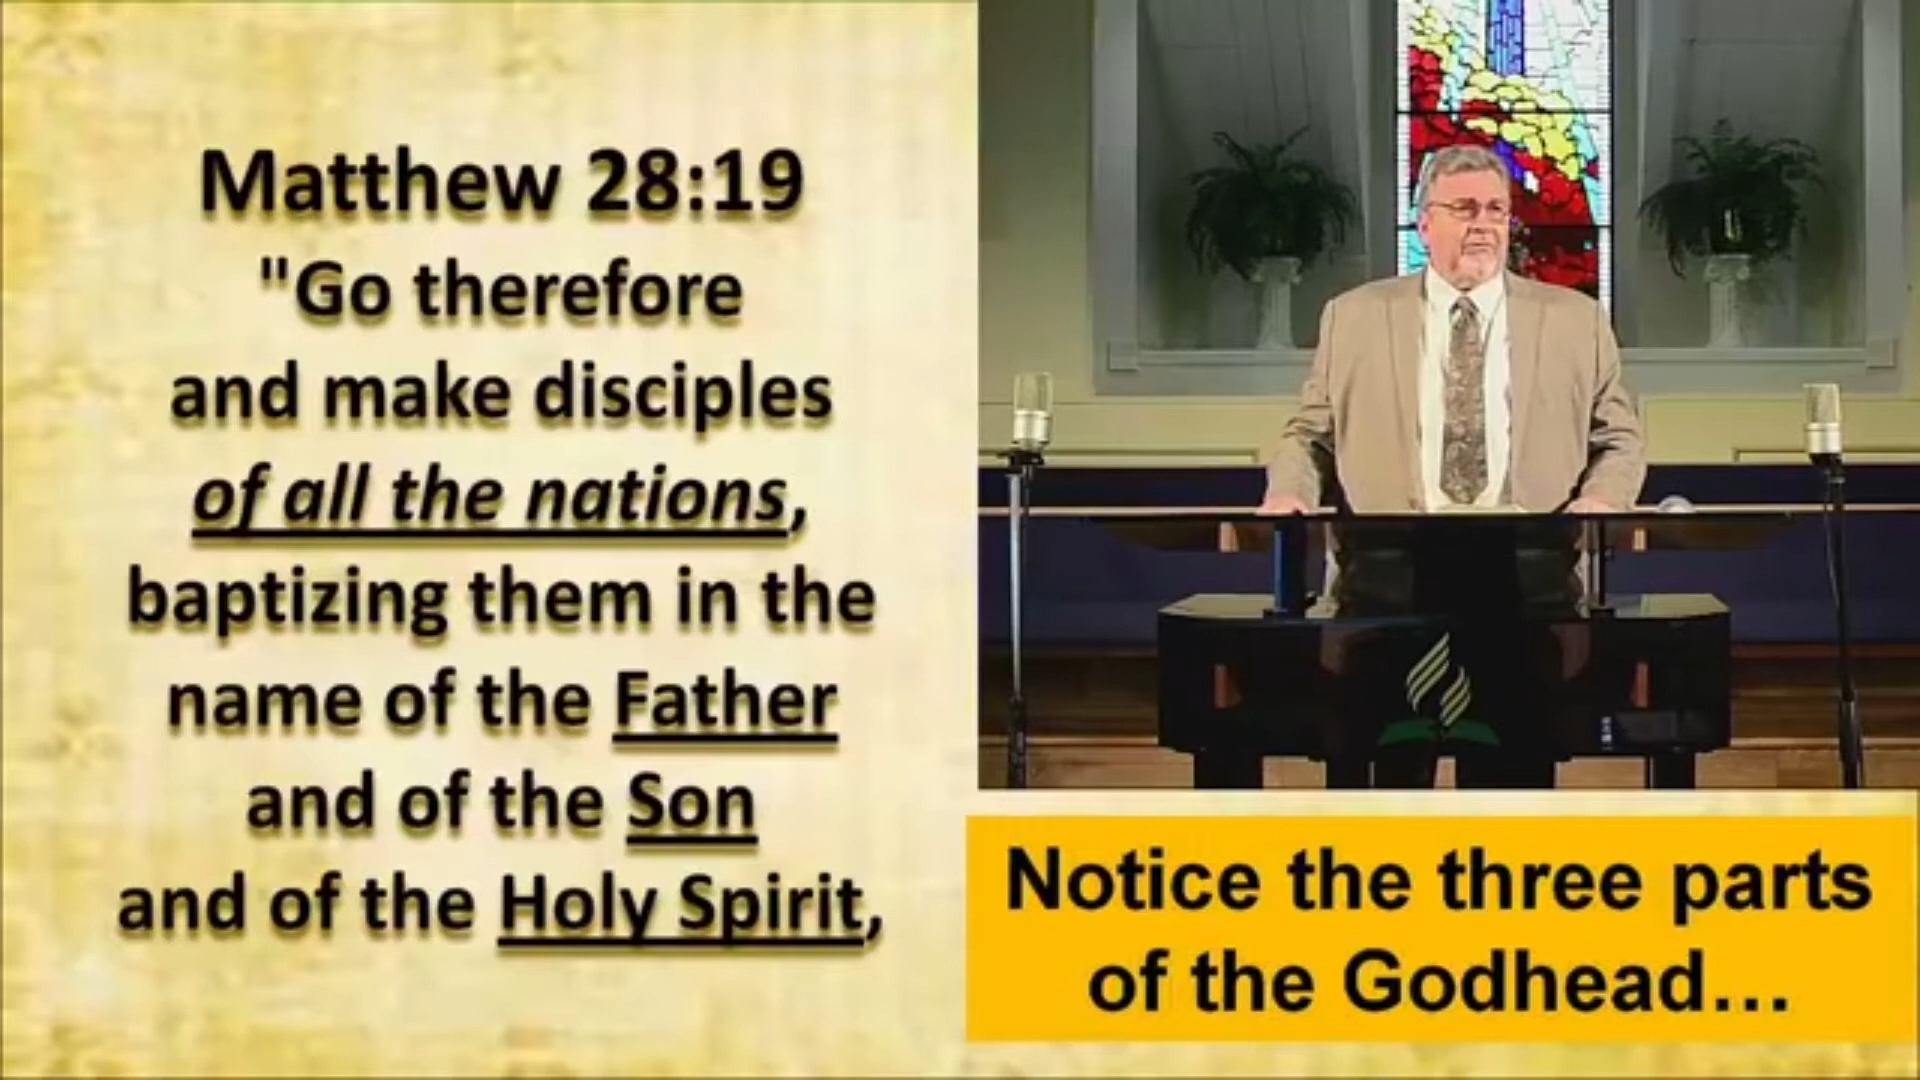 Matthew 28:19
"Go therefore
and make disciples
of all the nations,
baptizing them in the
name of the Father
and of the Son
and of the Holy Spirit,
Notice the three parts
of the Godhead...